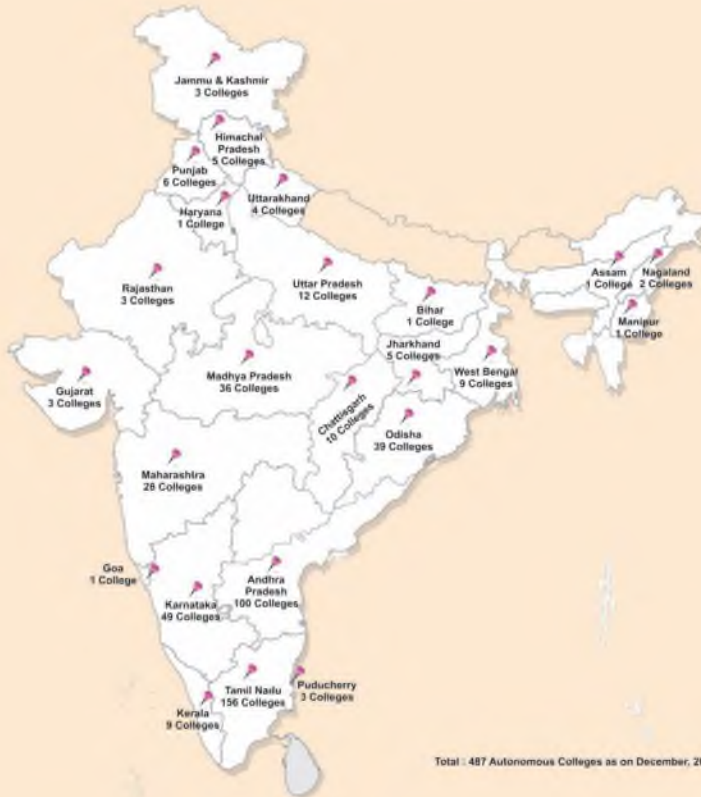 Jammu & Kashmir
3 Colleges
Himachal
Pradesh
5 Colleges
Punjab
6 Colleges
Uttarakhand
4 Colleges
Haryana
1 College
Rajasthan
3 Colleges
Uttar Pradesh
12 Colleges
Assam
1 College
Nagaland
2 Colleges
Bihar
1 College
Manipur
1 College
Jharkhand
5 Colleges
West Bengal
9 Colleges
Madhya Pradesh
36 Colleges
Gujarat
3 Colleges
Chattisgarh
10 Colleges
Odisha
39 Colleges
Maharashtra
28 Colleges
Goa
1 College
Andhra
Pradesh
100 Colleges
Karnataka
49 Colleges
Tamil Nadu
156 Colleges
Puducherry
3 Colleges
Kerala
9 Colleges
Total : 487 Autonomous Colleges as on December,